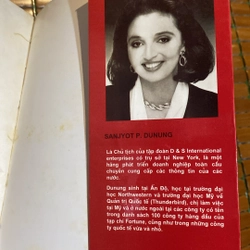 SANJYOT P. DUNUNG
Là Chủ tịch của tập đoàn D & S International
enterprises có trụ sở tại New York, là một
hãng phát triển doanh nghiệp toàn cầu
chuyên cung cấp các thông tin của các
nước.
Dunung sinh tại Ấn Độ, học tại trường đại
học Northwestern và trường đại học Mỹ về
Quản trị Quốc tế (Thunderbird), chị làm việc
tại Mỹ và ở nước ngoài tại các công ty có tên
trong danh sách 100 công ty hàng đầu của
tạp chí Fortune, cũng như trong những công
ty quốc tế vừa và nhỏ.